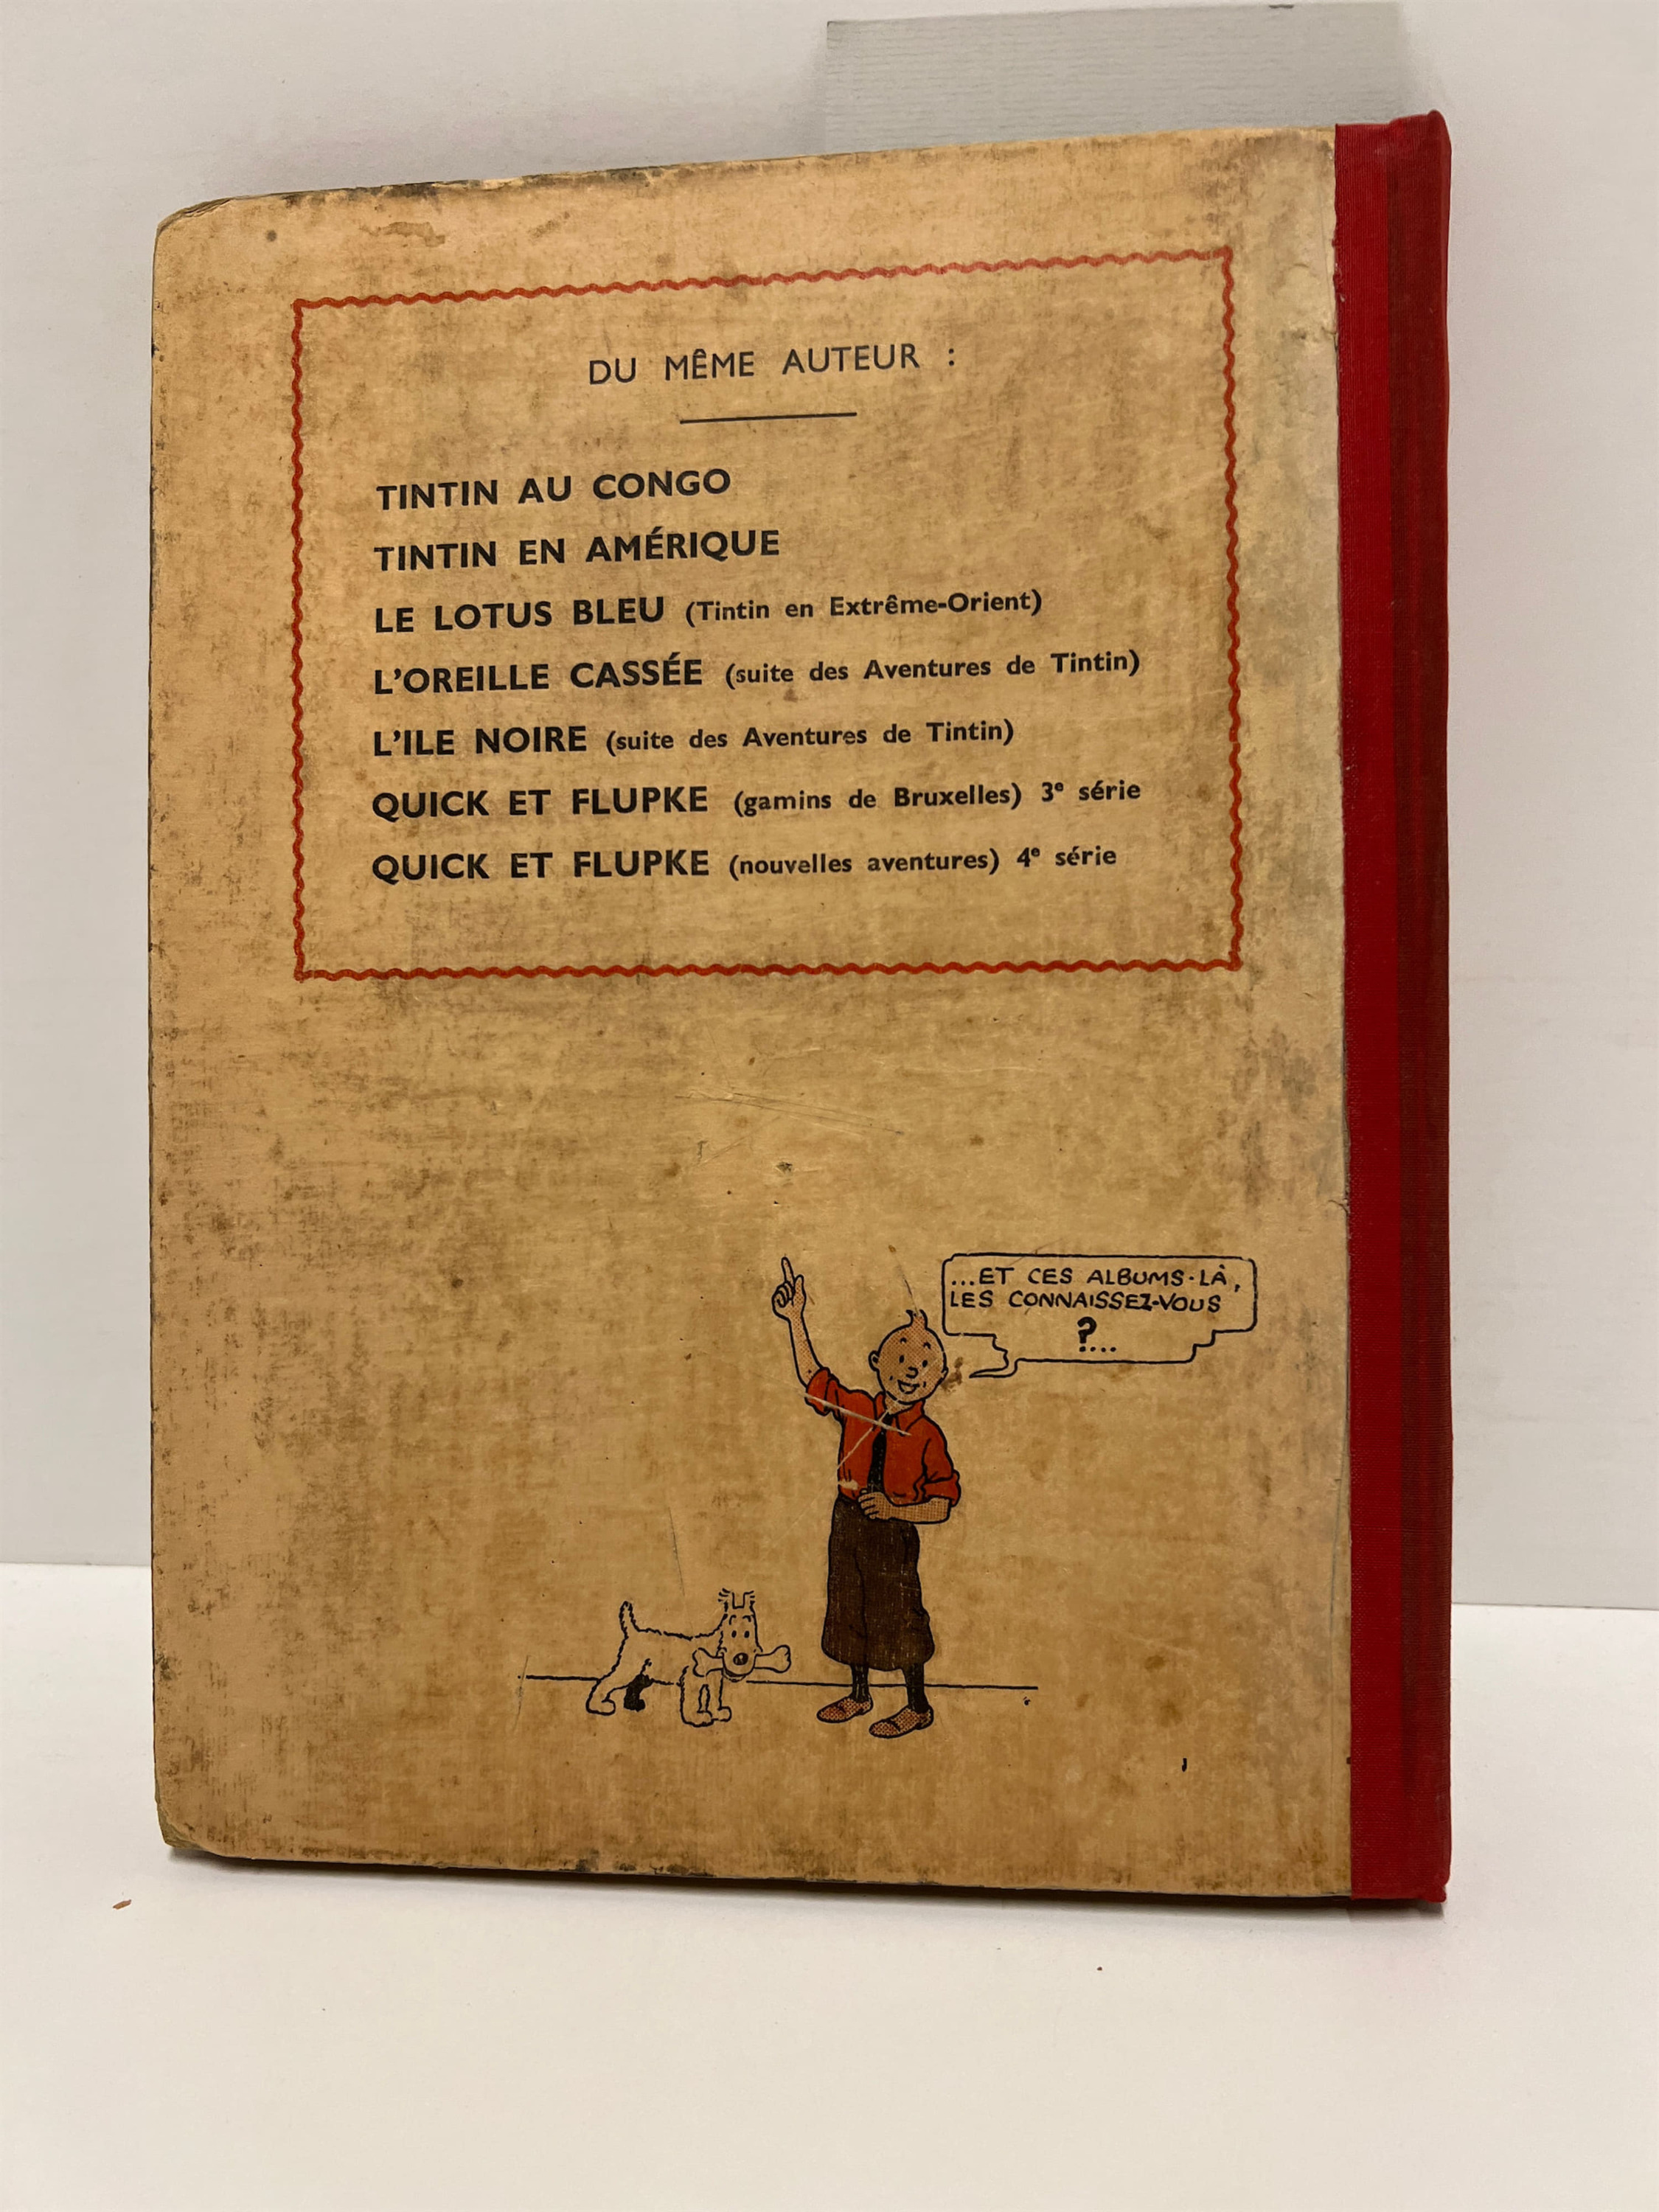 DU MÊME AUTEUR :
TINTIN AU CONGO
TINTIN EN AMÉRIQUE
LE LOTUS BLEU (Tintin en Extrême-Orient)
L'OREILLE CASSÉE (suite des Aventures de Tintin)
L'ILE NOIRE (suite des Aventures de Tintin)
QUICK ET FLUPKE (gamins de Bruxelles) 3e série
QUICK ET FLUPKE (nouvelles aventures) 4e série
...ET CES ALBUMS-LÀ,
LES CONNAISSEZ-VOUS
?...